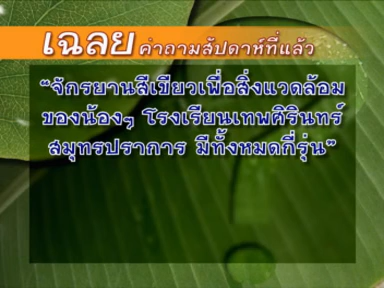 เฉลย คำถามสัปดาห์ที่แล้ว
“จักรยานสีเขียวเพื่อสิ่งแวดล้อม
ของน้องๆ โรงเรียนเทพศิรินทร์
สมุทรปราการ มีทั้งหมดกี่รุ่น”